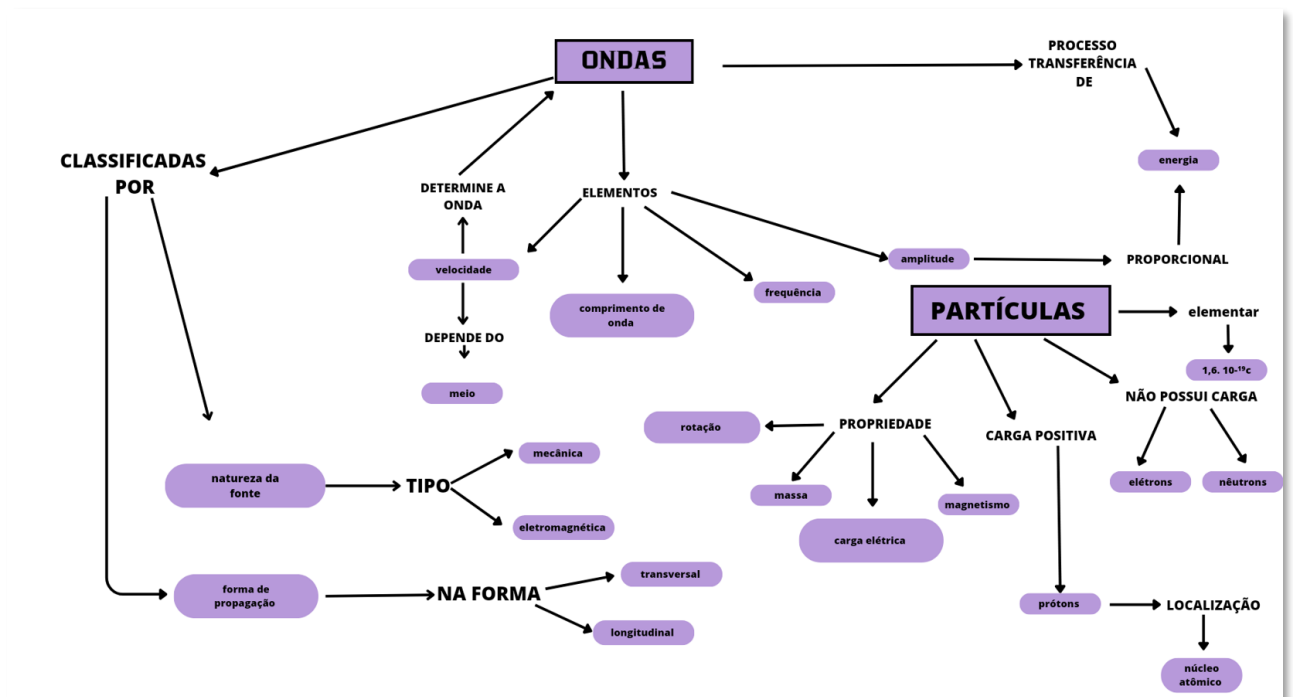 ONDAS
PROCESSO
TRANSFERÊNCIA
DE
energia
CLASSIFICADAS
POR
DETERMINE A
ONDA
ELEMENTOS
velocidade
amplitude
PROPORCIONAL
frequência
comprimento de
onda
DEPENDE DO
meio
PARTÍCULAS
elementar
1,6. 10-¹⁹c
NÃO POSSUI CARGA
PROPRIEDADE
rotação
CARGA POSITIVA
massa
magnetismo
carga elétrica
elétrons
nêutrons
natureza da
fonte
TIPO
mecânica
eletromagnética
forma de
propagação
NA FORMA
transversal
longitudinal
prótons
LOCALIZAÇÃO
núcleo
atômico